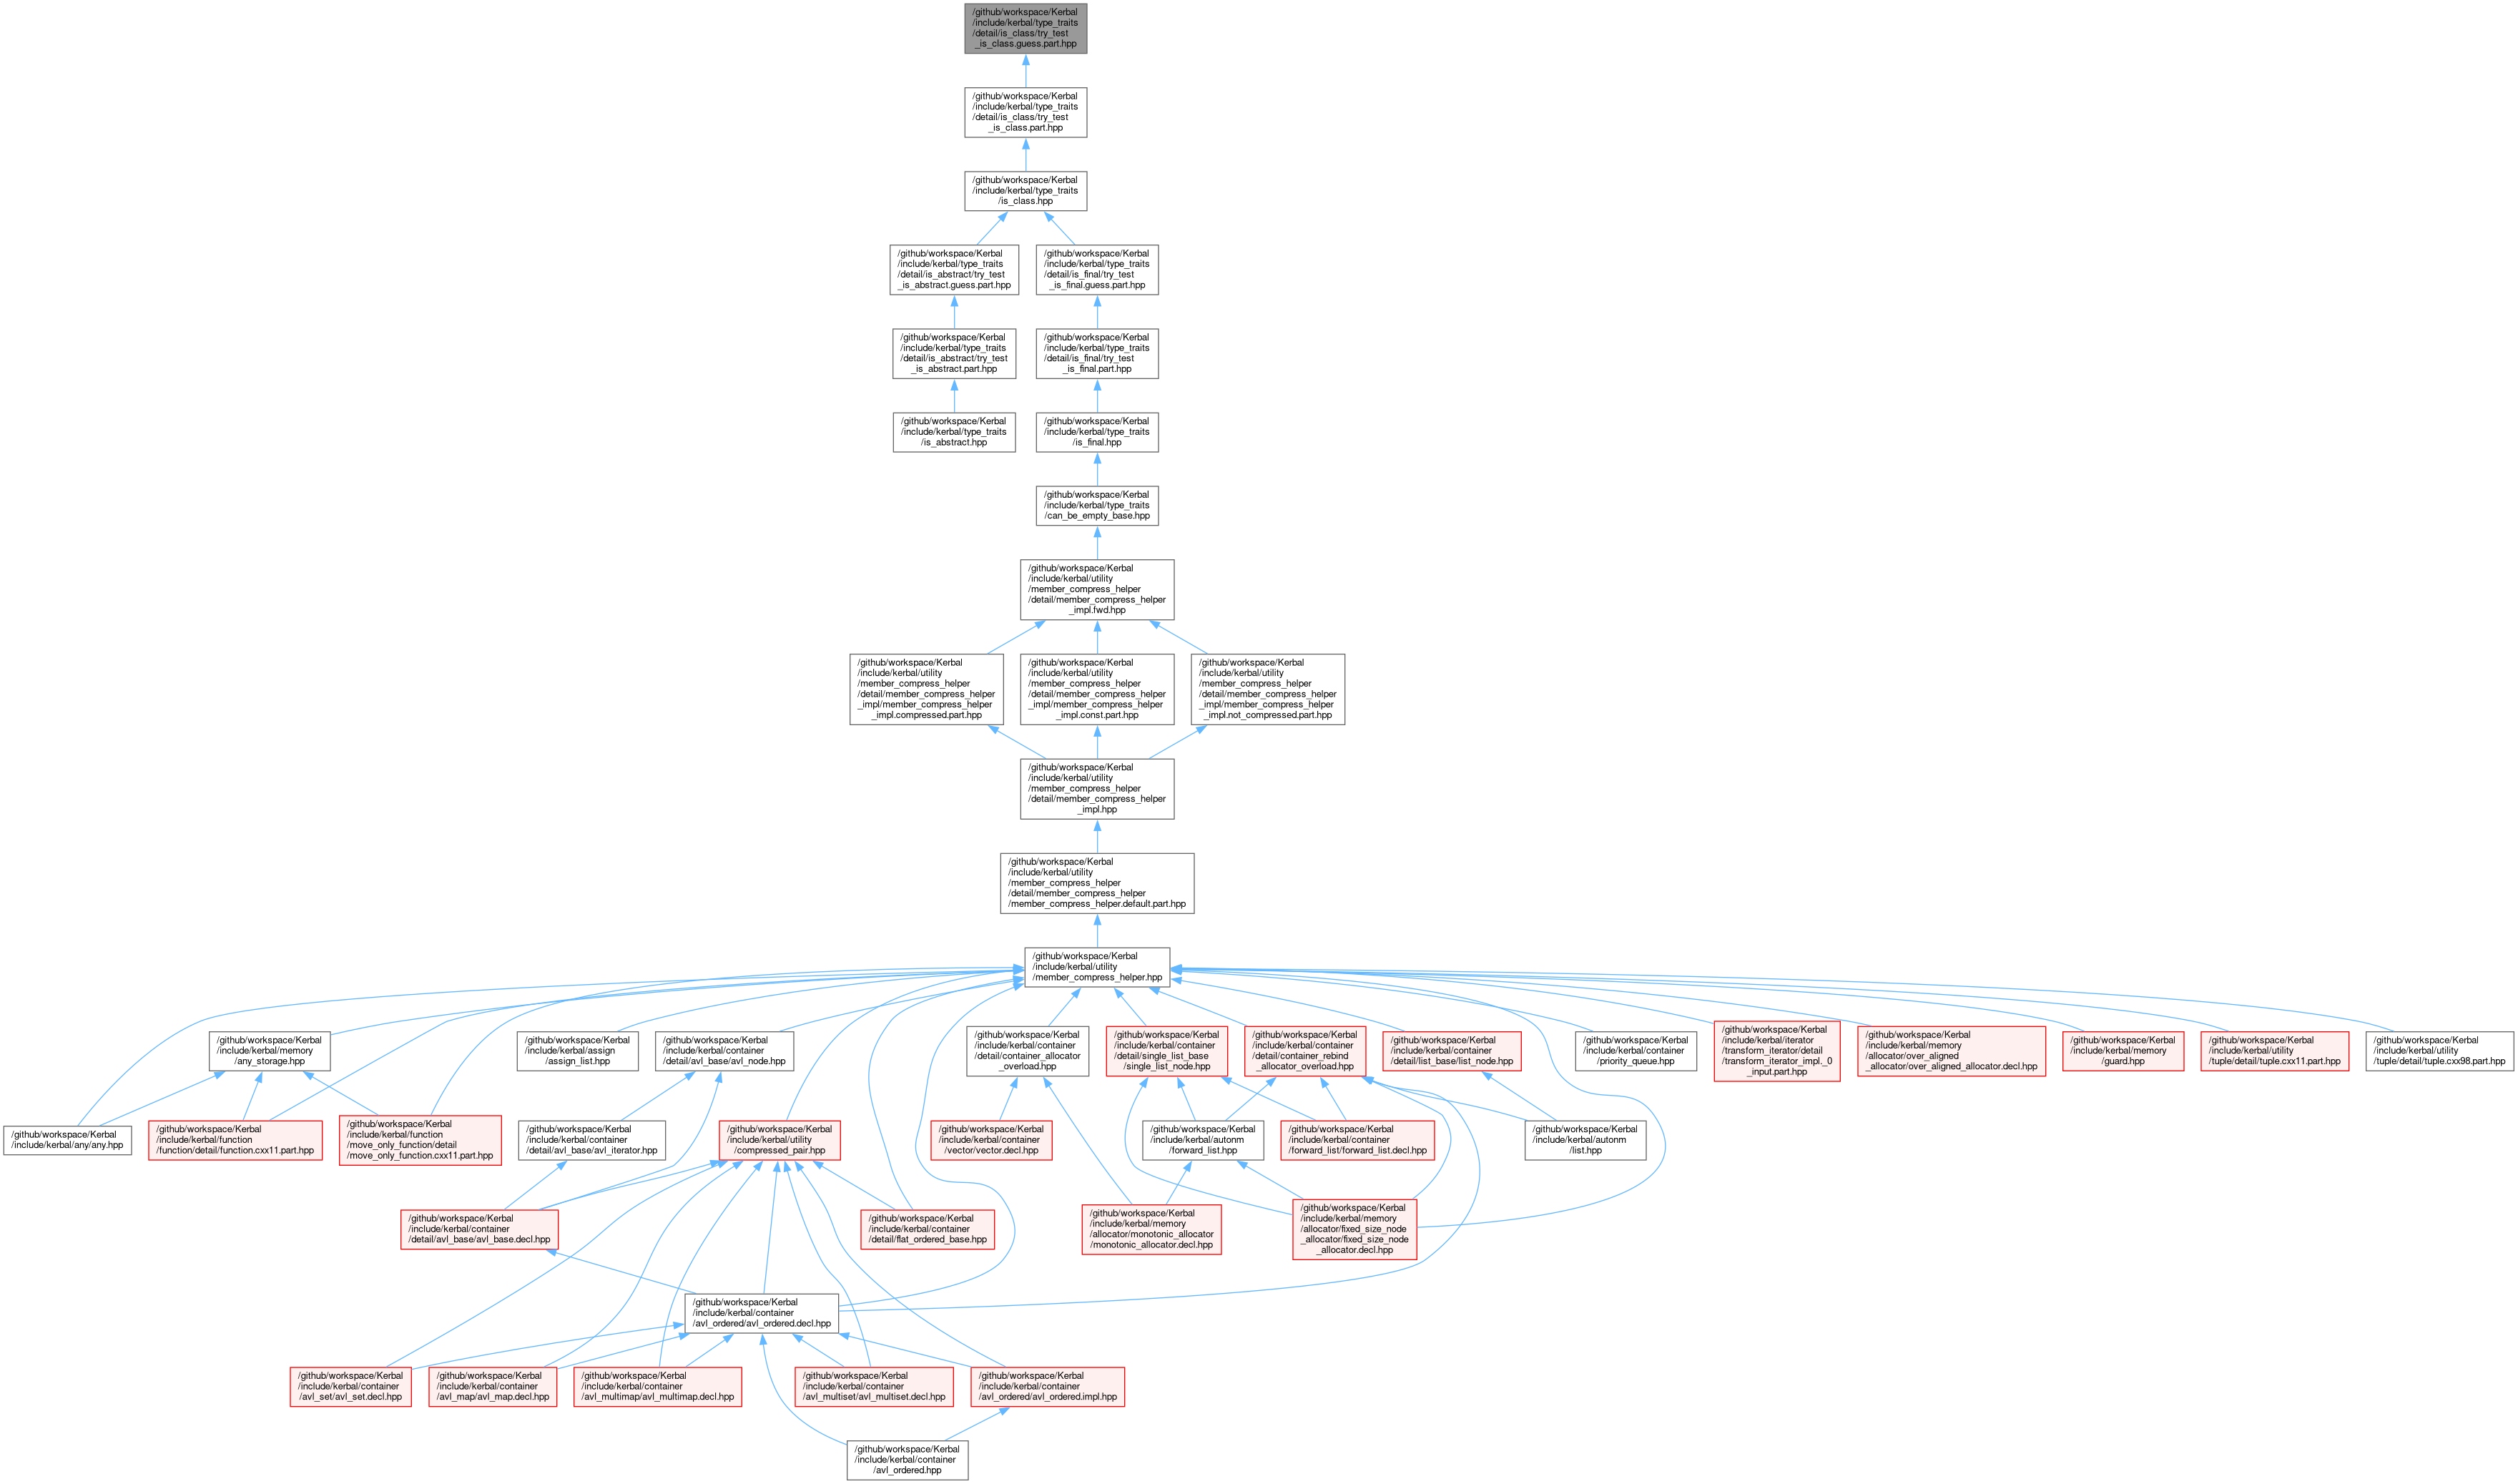 /github/workspace/Kerbal
/include/kerbal/type_traits
/detail/is_class/try_test
_is_class.guess.part.hpp
/github/workspace/Kerbal
/include/kerbal/type_traits
/detail/is_class/try_test
_is_class.part.hpp
/github/workspace/Kerbal
/include/kerbal/type_traits
/is_class.hpp
/github/workspace/Kerbal
/include/kerbal/type_traits
/detail/is_abstract/try_test
_is_abstract.guess.part.hpp
/github/workspace/Kerbal
/include/kerbal/type_traits
/detail/is_final/try_test
_is_final.guess.part.hpp
/github/workspace/Kerbal
/include/kerbal/type_traits
/detail/is_abstract/try_test
_is_abstract.part.hpp
/github/workspace/Kerbal
/include/kerbal/type_traits
/detail/is_final/try_test
_is_final.part.hpp
/github/workspace/Kerbal
/include/kerbal/type_traits
/is_abstract.hpp
/github/workspace/Kerbal
/include/kerbal/type_traits
/is_final.hpp
/github/workspace/Kerbal
/include/kerbal/type_traits
/can_be_empty_base.hpp
/github/workspace/Kerbal
/include/kerbal/utility
/member_compress_helper
/detail/member_compress_helper
_impl.fwd.hpp
/github/workspace/Kerbal
/include/kerbal/utility
/member_compress_helper
/detail/member_compress_helper
_impl/member_compress_helper
_impl.compressed.part.hpp
/github/workspace/Kerbal
/include/kerbal/utility
/member_compress_helper
/detail/member_compress_helper
_impl/member_compress_helper
_impl.const.part.hpp
/github/workspace/Kerbal
/include/kerbal/utility
/member_compress_helper
/detail/member_compress_helper
_impl/member_compress_helper
_impl.not_compressed.part.hpp
/github/workspace/Kerbal
/include/kerbal/utility
/member_compress_helper
/detail/member_compress_helper
_impl.hpp
/github/workspace/Kerbal
/include/kerbal/utility
/member_compress_helper
/detail/member_compress_helper
/member_compress_helper.default.part.hpp
/github/workspace/Kerbal
/include/kerbal/utility
/member_compress_helper.hpp
/github/workspace/Kerbal
/include/kerbal/memory
/any_storage.hpp
/github/workspace/Kerbal
/include/kerbal/assign
/assign_list.hpp
/github/workspace/Kerbal
/include/kerbal/container
/detail/avl_base/avl_node.hpp
/github/workspace/Kerbal
/include/kerbal/container
/detail/container_allocator
_overload.hpp
/github/workspace/Kerbal
/include/kerbal/container
/detail/single_list_base
/single_list_node.hpp
/github/workspace/Kerbal
/include/kerbal/container
/detail/container_rebind
_allocator_overload.hpp
/github/workspace/Kerbal
/include/kerbal/container
/detail/list_base/list_node.hpp
/github/workspace/Kerbal
/include/kerbal/container
/priority_queue.hpp
/github/workspace/Kerbal
/include/kerbal/iterator
/transform_iterator/detail
/transform_iterator_impl._0
_input.part.hpp
/github/workspace/Kerbal
/include/kerbal/memory
/allocator/over_aligned
_allocator/over_aligned_allocator.decl.hpp
/github/workspace/Kerbal
/include/kerbal/memory
/guard.hpp
/github/workspace/Kerbal
/include/kerbal/utility
/tuple/detail/tuple.cxx11.part.hpp
/github/workspace/Kerbal
/include/kerbal/utility
/tuple/detail/tuple.cxx98.part.hpp
/github/workspace/Kerbal
/include/kerbal/any/any.hpp
/github/workspace/Kerbal
/include/kerbal/function
/function/detail/function.cxx11.part.hpp
/github/workspace/Kerbal
/include/kerbal/function
/move_only_function/detail
/move_only_function.cxx11.part.hpp
/github/workspace/Kerbal
/include/kerbal/container
/detail/avl_base/avl_iterator.hpp
/github/workspace/Kerbal
/include/kerbal/utility
/compressed_pair.hpp
/github/workspace/Kerbal
/include/kerbal/container
/vector/vector.decl.hpp
/github/workspace/Kerbal
/include/kerbal/autonm
/forward_list.hpp
/github/workspace/Kerbal
/include/kerbal/container
/forward_list/forward_list.decl.hpp
/github/workspace/Kerbal
/include/kerbal/autonm
/list.hpp
/github/workspace/Kerbal
/include/kerbal/container
/detail/avl_base/avl_base.decl.hpp
/github/workspace/Kerbal
/include/kerbal/container
/detail/flat_ordered_base.hpp
/github/workspace/Kerbal
/include/kerbal/memory
/allocator/monotonic_allocator
/monotonic_allocator.decl.hpp
/github/workspace/Kerbal
/include/kerbal/memory
/allocator/fixed_size_node
_allocator/fixed_size_node
_allocator.decl.hpp
/github/workspace/Kerbal
/include/kerbal/container
/avl_ordered/avl_ordered.decl.hpp
/github/workspace/Kerbal
/include/kerbal/container
/avl_set/avl_set.decl.hpp
/github/workspace/Kerbal
/include/kerbal/container
/avl_map/avl_map.decl.hpp
/github/workspace/Kerbal
/include/kerbal/container
/avl_multimap/avl_multimap.decl.hpp
/github/workspace/Kerbal
/include/kerbal/container
/avl_multiset/avl_multiset.decl.hpp
/github/workspace/Kerbal
/include/kerbal/container
/avl_ordered/avl_ordered.impl.hpp
/github/workspace/Kerbal
/include/kerbal/container
/avl_ordered.hpp